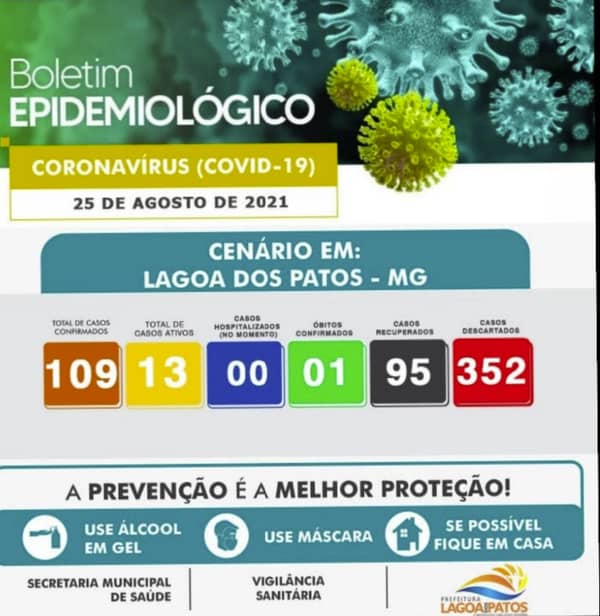 Boletim
EPIDEMIOLÓGICO
CORONAVÍRUS (COVID-19)
25 DE AGOSTO DE 2021
CENÁRIO EM:
LAGOA DOS PATOS - MG
TOTAL DE CASOS
CONFIRMADOS
109
TOTAL DE
CASOS ATIVOS
13
CASOS
HOSPITALIZADOS
(NO MOMENTO)
00
ÓBITOS
CONFIRMADOS
01
CASOS
RECUPERADOS
95
CASOS
DESCARTADOS
352
A PREVENÇÃO É A MELHOR PROTEÇÃO!
USE ÁLCOOL
EM GEL
USE MÁSCARA
SE POSSÍVEL
FIQUE EM CASA
SECRETARIA MUNICIPAL
DE SAÚDE
VIGILÂNCIA
SANITÁRIA
PREFEITURA
LAGOA DOS PATOS